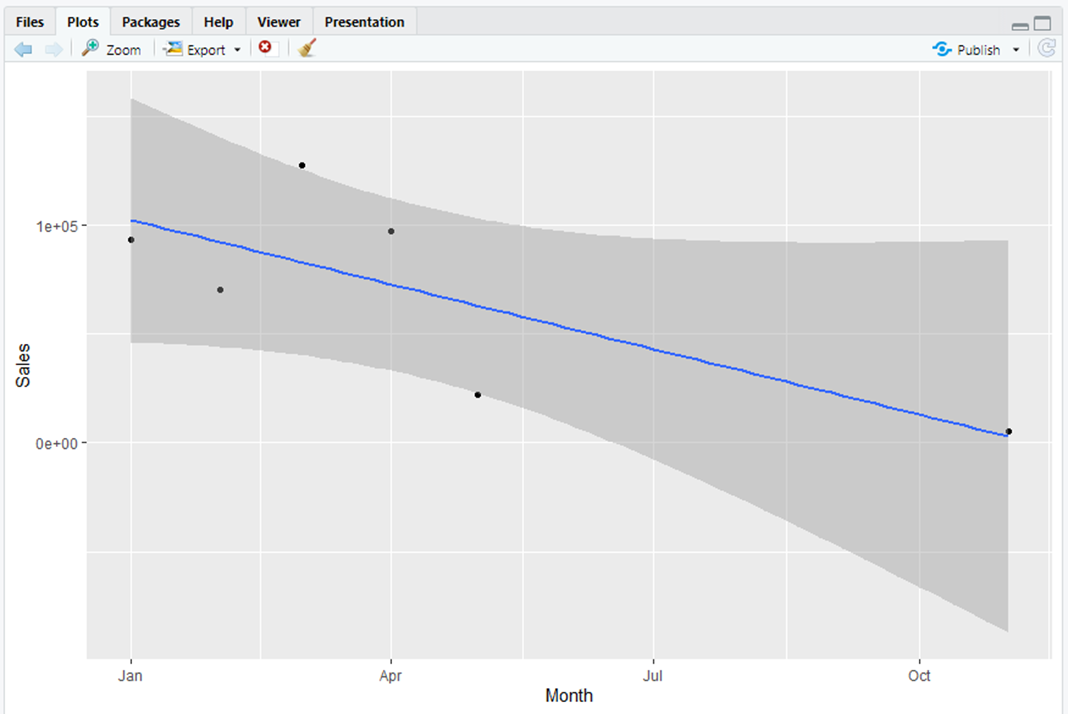 Files Plots Packages Help Viewer Presentation
Zoom Export Publish
1e+05
0e+00
Sales
Jan Apr Jul Oct
Month